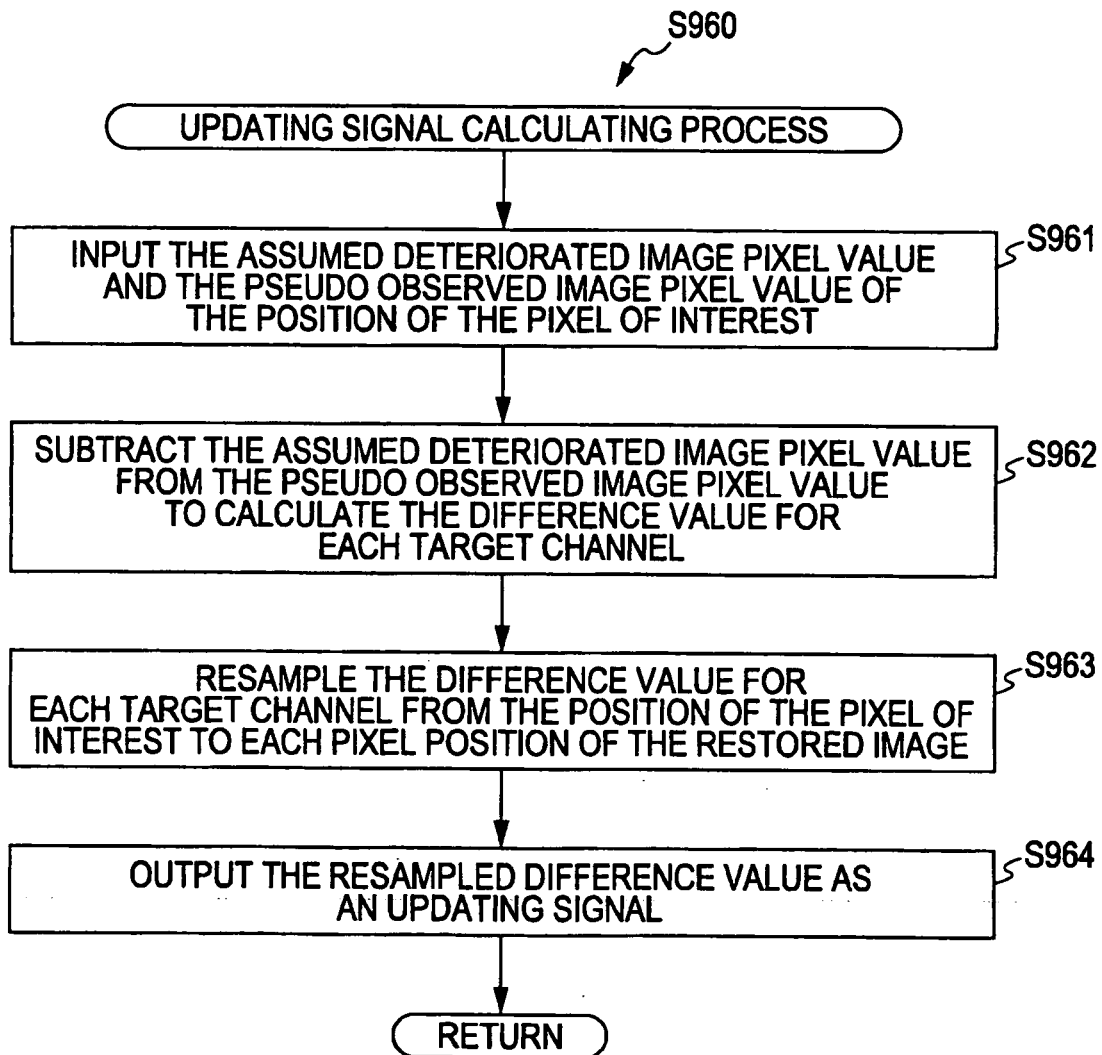 S960
UPDATING SIGNAL CALCULATING PROCESS
INPUT THE ASSUMED DETERIORATED IMAGE PIXEL VALUE
AND THE PSEUDO OBSERVED IMAGE PIXEL VALUE OF
THE POSITION OF THE PIXEL OF INTEREST
S961
SUBTRACT THE ASSUMED DETERIORATED IMAGE PIXEL VALUE
FROM THE PSEUDO OBSERVED IMAGE PIXEL VALUE
TO CALCULATE THE DIFFERENCE VALUE FOR
EACH TARGET CHANNEL
S962
RESAMPLE THE DIFFERENCE VALUE FOR
EACH TARGET CHANNEL FROM THE POSITION OF THE PIXEL OF
INTEREST TO EACH PIXEL POSITION OF THE RESTORED IMAGE
S963
OUTPUT THE RESAMPLED DIFFERENCE VALUE AS
AN UPDATING SIGNAL
S964
RETURN